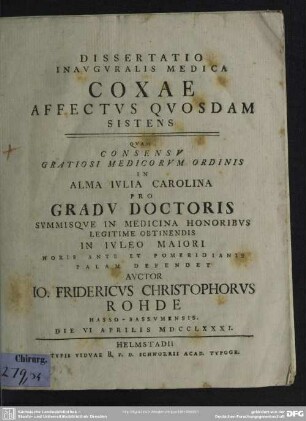 DISSERTATIO
INAVGVRALIS MEDICA
COXAE
AFFECTVS QVOSDAM
SISTENS
QVAM
CONSENSV
GRATIOSI MEDICORVM ORDINIS
IN
ALMA IVLIA CAROLINA
PRO
GRADV DOCTORIS
SVMMISQVE IN MEDICINA HONORIBVS
LEGITIME OBTINENDIS
IN IVLEO MAIORI
HORIS ANTE ET POMERIDIANIS
PALAM DEFENDET
AVCTOR
IO. FRIDERICVS CHRISTOPHORVS
ROHDE
HASSO-BASSVMENSIS.
DIE VI APRILIS MDCCLXXXI.
HELMSTADII
TYPIS VIDVAE B. P. D. SCHNORRII ACAD. TYPOGR.
Chirurg.
279,